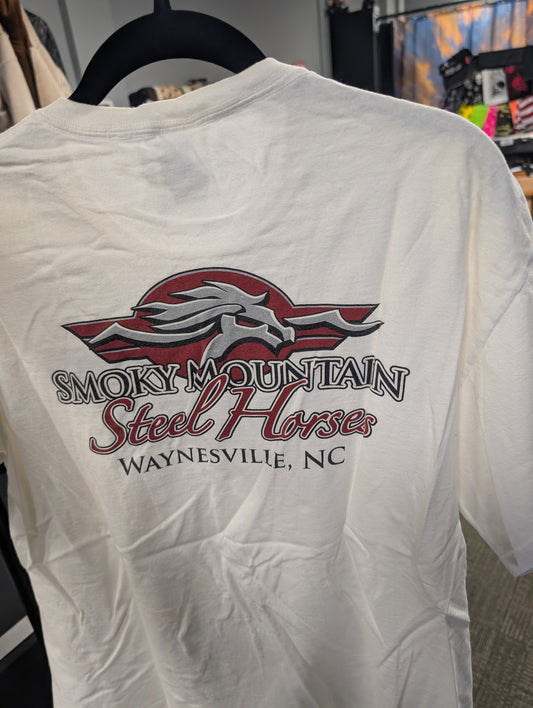 SMOKY MOUNTAIN
Steel Horses
WAYNESVILLE, NC